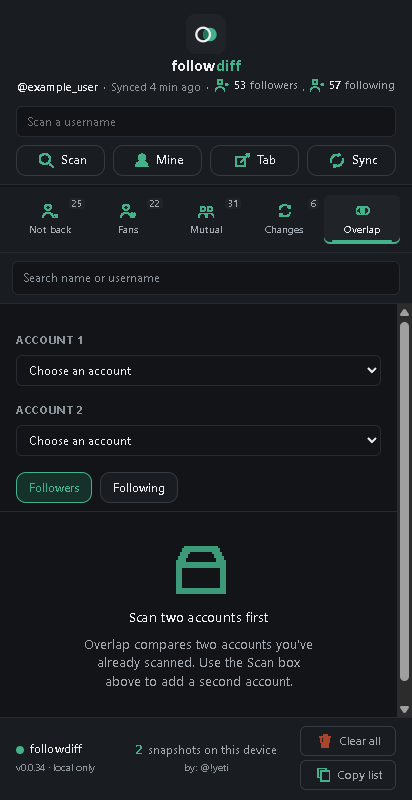 followdiff
@example_user · Synced 4 min ago · 53 followers , 57 following
Scan a username
Scan Mine Tab Sync
25 22 31 6
Not back Fans Mutual Changes Overlap
Search name or username
ACCOUNT 1
Choose an account
ACCOUNT 2
Choose an account
Followers Following
Scan two accounts first
Overlap compares two accounts you've
already scanned. Use the Scan box
above to add a second account.
followdiff
v0.0.34 · local only
2 snapshots on this device
by: @!yeti
Clear all
Copy list